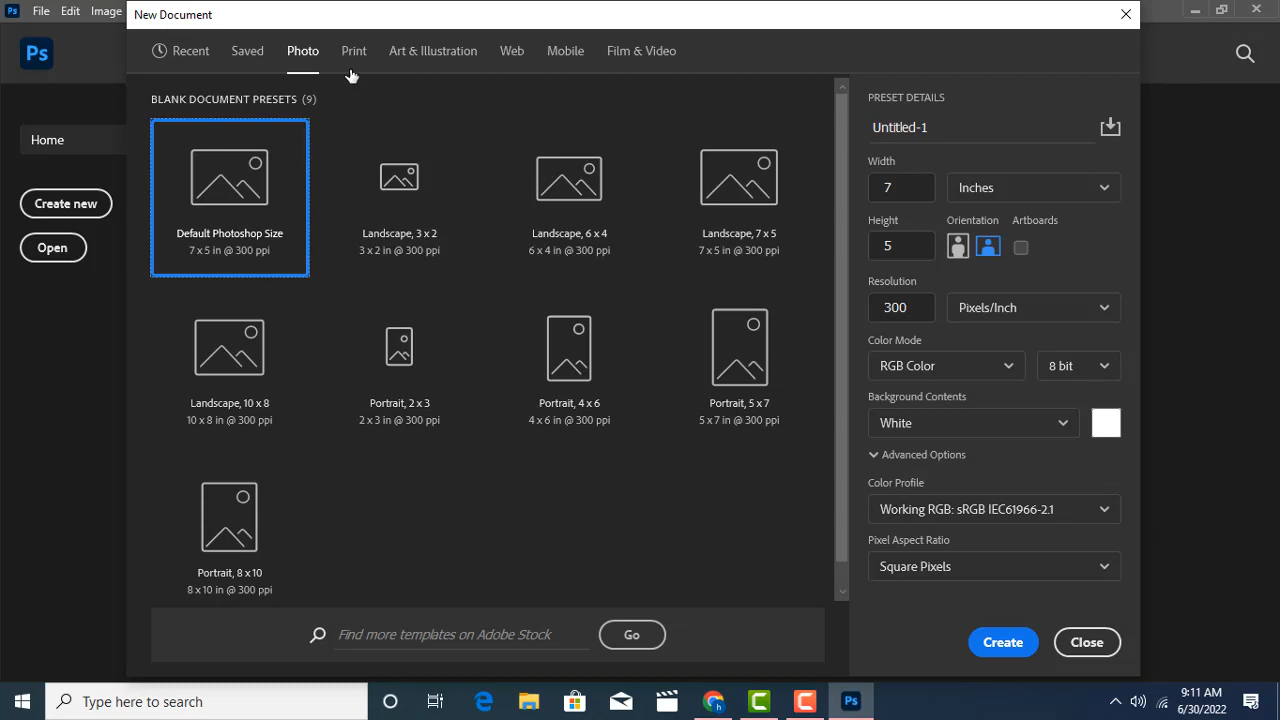 Ps File Edit Image
New Document
Ps
Recent Saved Photo Print Art & Illustration Web Mobile Film & Video
Home
Create new
Open
BLANK DOCUMENT PRESETS (9)
Default Photoshop Size
7 x 5 in @ 300 ppi
Landscape, 3 x 2
3 x 2 in @ 300 ppi
Landscape, 6 x 4
6 x 4 in @ 300 ppi
Landscape, 7 x 5
7 x 5 in @ 300 ppi
Landscape, 10 x 8
10 x 8 in @ 300 ppi
Portrait, 2 x 3
2 x 3 in @ 300 ppi
Portrait, 4 x 6
4 x 6 in @ 300 ppi
Portrait, 5 x 7
5 x 7 in @ 300 ppi
Portrait, 8 x 10
8 x 10 in @ 300 ppi
Find more templates on Adobe Stock
Go
PRESET DETAILS
Untitled-1
Width
7 Inches
Height Orientation Artboards
5
Resolution
300 Pixels/Inch
Color Mode
RGB Color 8 bit
Background Contents
White
Advanced Options
Color Profile
Working RGB: sRGB IEC61966-2.1
Pixel Aspect Ratio
Square Pixels
Create Close
Type here to search
h
Ps
9:11 AM
6/30/2022